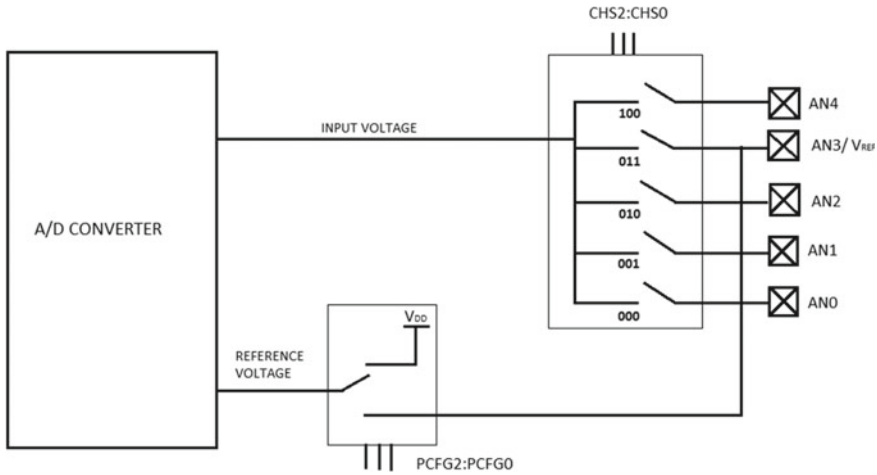 CHS2:CHS0
100
AN4
INPUT VOLTAGE
011
AN3/ VREF
A/D CONVERTER
010
AN2
001
AN1
000
AN0
VDD
REFERENCE
VOLTAGE
PCFG2:PCFG0